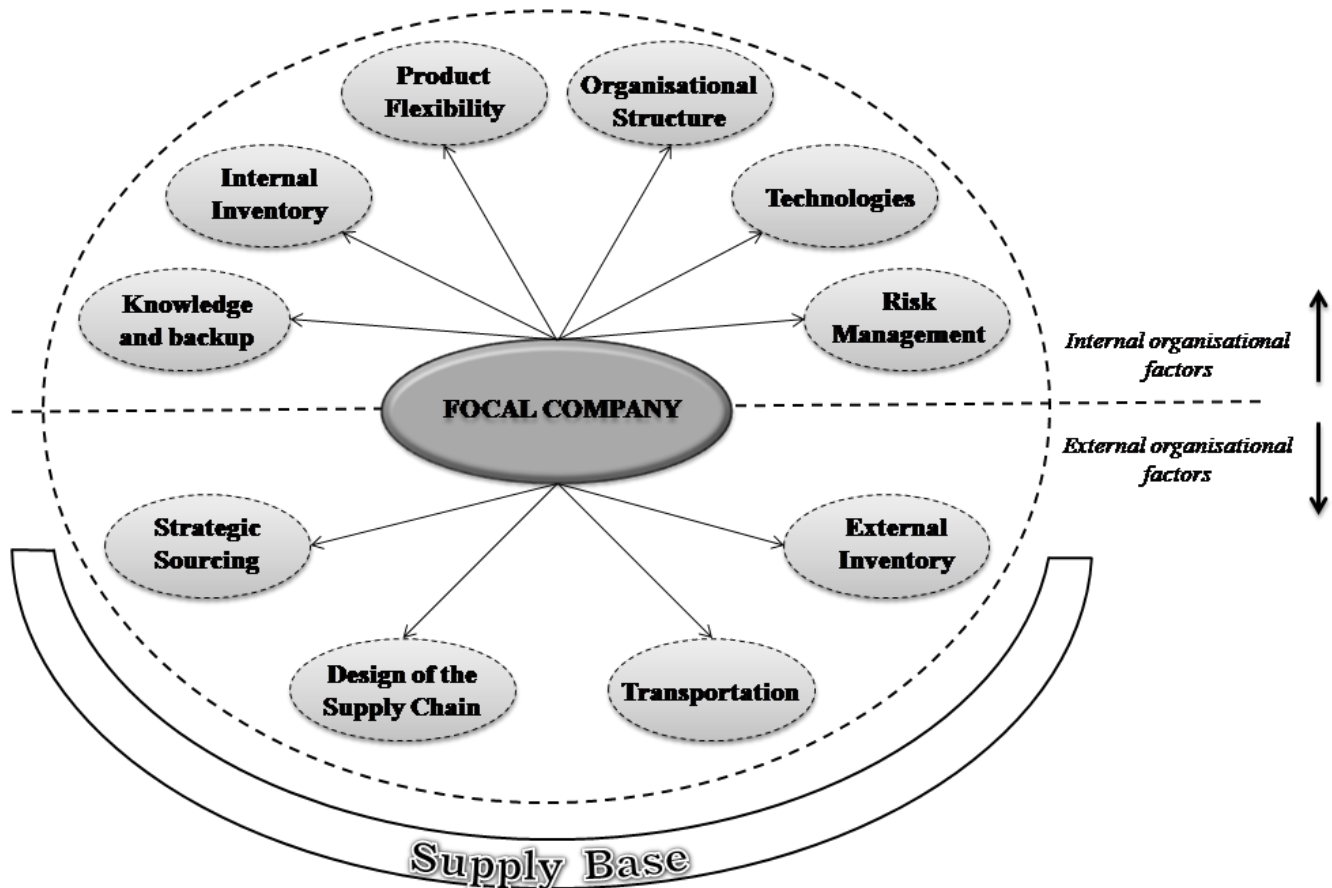 Product
Flexibility
Organisational
Structure
Internal
Inventory
Technologies
Knowledge
and backup
Risk
Management
Internal organisational
factors
FOCAL COMPANY
External organisational
factors
Strategic
Sourcing
External
Inventory
Design of the
Supply Chain
Transportation
Supply Base